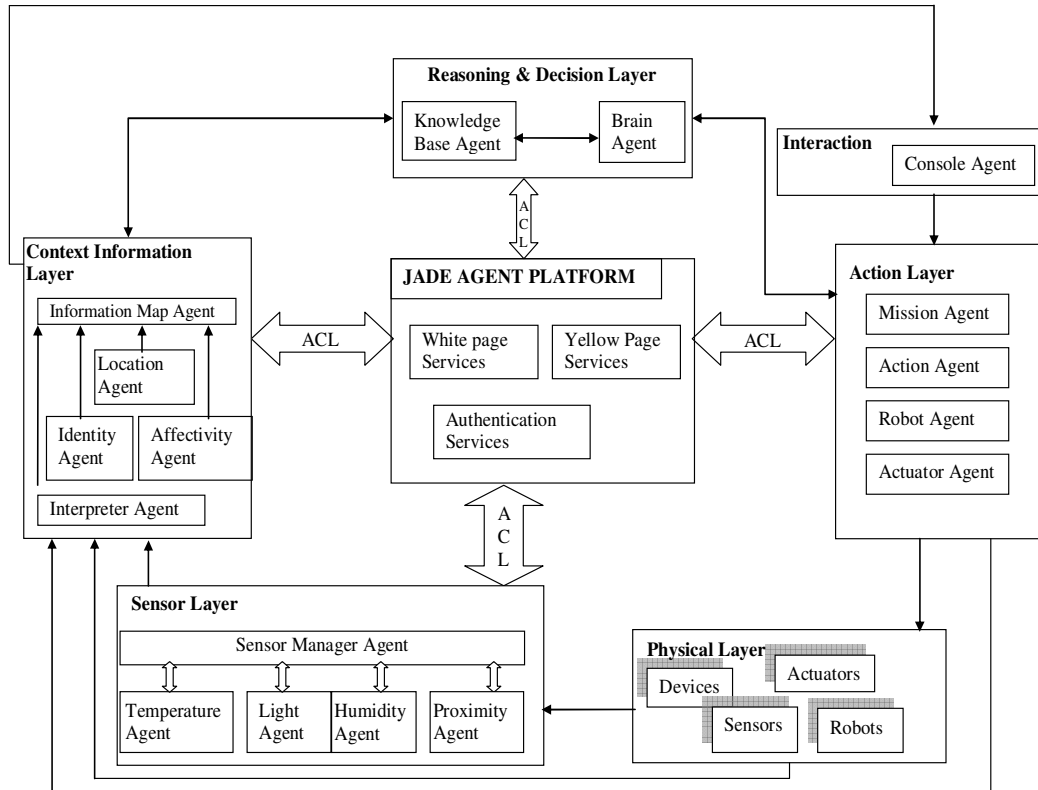 Reasoning & Decision Layer
Knowledge
Base Agent
Brain
Agent
Interaction
Console Agent
A
C
L
Context Information
Layer
Information Map Agent
Location
Agent
Identity
Agent
Affectivity
Agent
Interpreter Agent
ACL
JADE AGENT PLATFORM
White page
Services
Yellow Page
Services
Authentication
Services
ACL
Action Layer
Mission Agent
Action Agent
Robot Agent
Actuator Agent
A
C
L
Sensor Layer
Sensor Manager Agent
Temperature
Agent
Light
Agent
Humidity
Agent
Proximity
Agent
Physical Layer
Devices
Actuators
Sensors
Robots